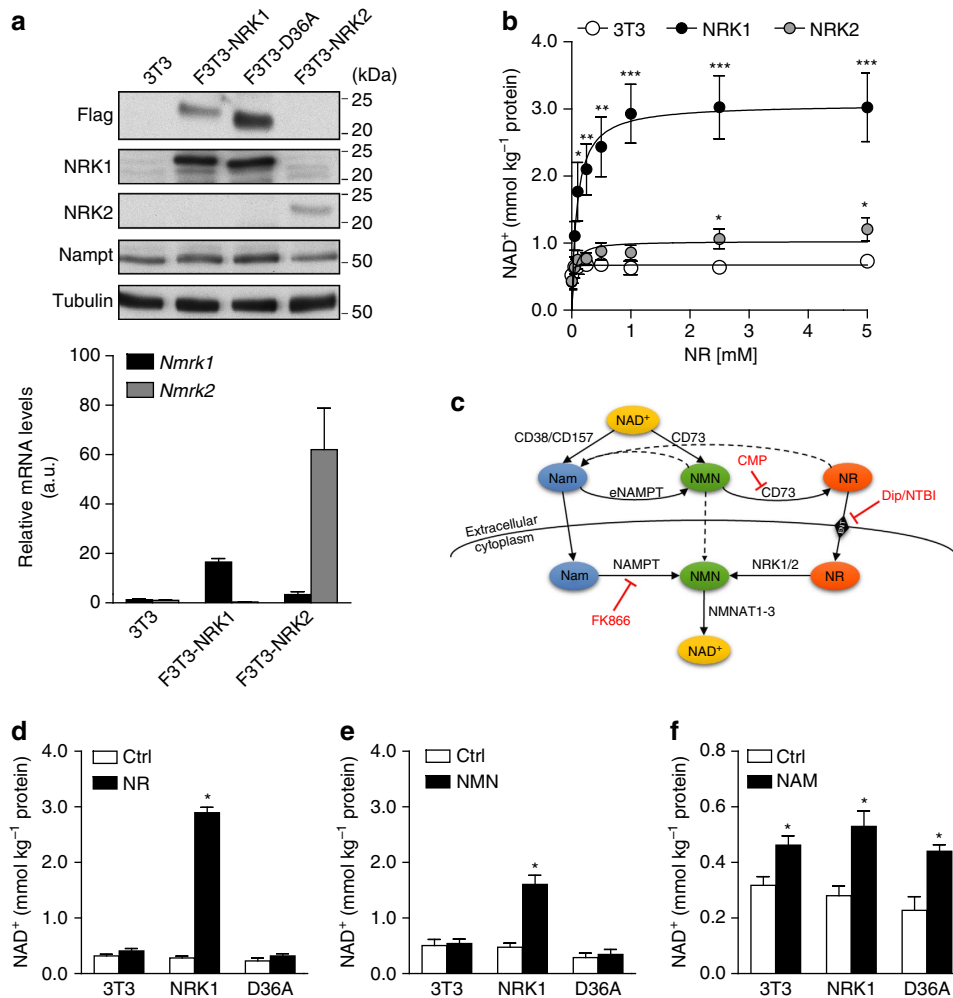 a
3T3
F3T3-NRK1
F3T3-D36A
F3T3-NRK2
(kDa)
Flag
25
20
NRK1
25
20
NRK2
25
20
Nampt
50
Tubulin
50
Relative mRNA levels
(a.u.)
100
80
60
40
20
0
Nmrk1
Nmrk2
3T3
F3T3-NRK1
F3T3-NRK2
b
3T3
NRK1
NRK2
NAD⁺ (mmol kg⁻¹ protein)
4.0
3.0
2.0
1.0
0.0
*
**
**
***
***
***
*
*
0
1
2
3
4
5
NR [mM]
c
NAD⁺
CD38/CD157
CD73
CMP
Nam
NMN
NR
eNAMPT
CD73
Dip/NTBI
Extracellular
cytoplasm
NAMPT
NRK1/2
Nam
NMN
NR
FK866
NMNAT1-3
NAD⁺
d
Ctrl
NR
NAD⁺ (mmol kg⁻¹ protein)
4.0
3.0
2.0
1.0
0.0
*
3T3
NRK1
D36A
e
Ctrl
NMN
NAD⁺ (mmol kg⁻¹ protein)
4.0
3.0
2.0
1.0
0.0
*
3T3
NRK1
D36A
f
Ctrl
NAM
NAD⁺ (mmol kg⁻¹ protein)
0.8
0.6
0.4
0.2
0.0
*
*
*
3T3
NRK1
D36A